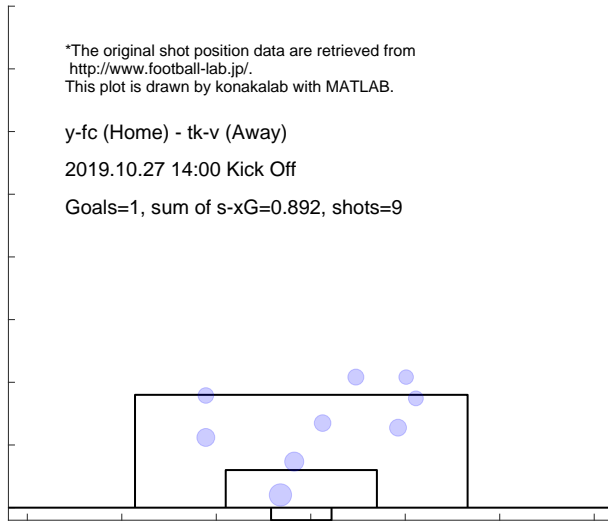 *The original shot position data are retrieved from
http://www.football-lab.jp/.
This plot is drawn by konakalab with MATLAB.
y-fc (Home) - tk-v (Away)
2019.10.27 14:00 Kick Off
Goals=1, sum of s-xG=0.892, shots=9